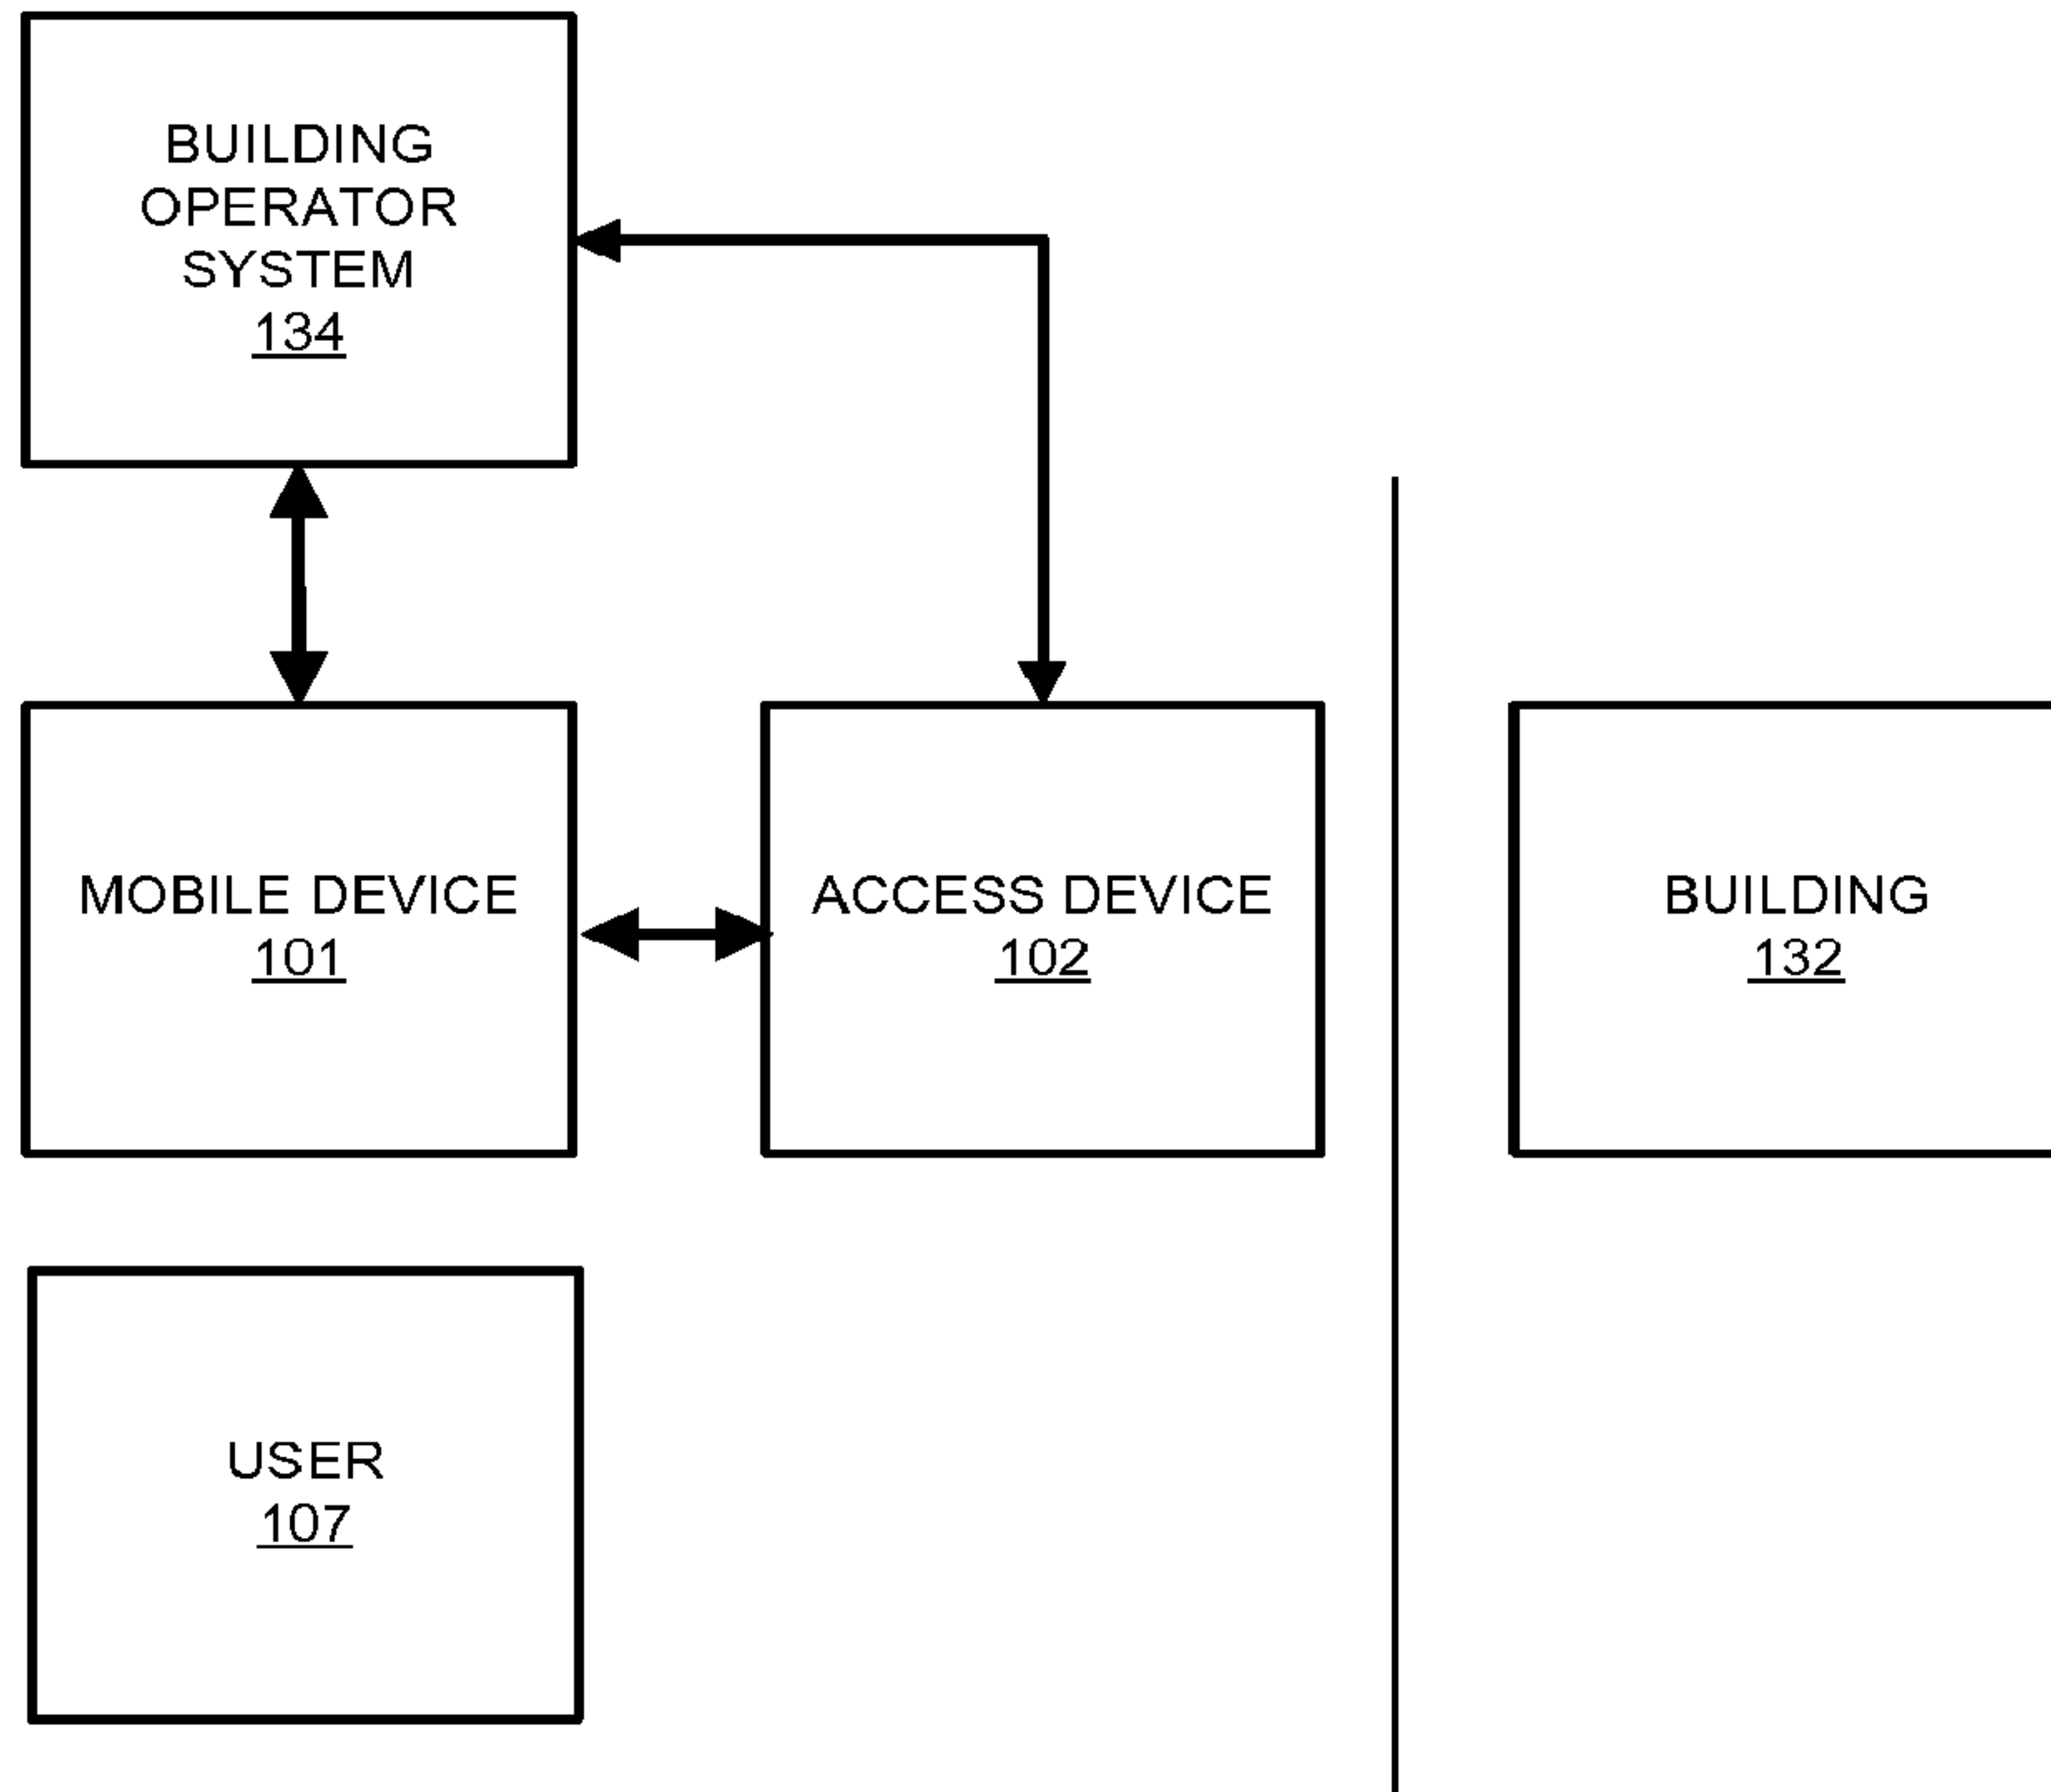 BUILDING
OPERATOR
SYSTEM
134
MOBILE DEVICE
101
ACCESS DEVICE
102
BUILDING
132
USER
107